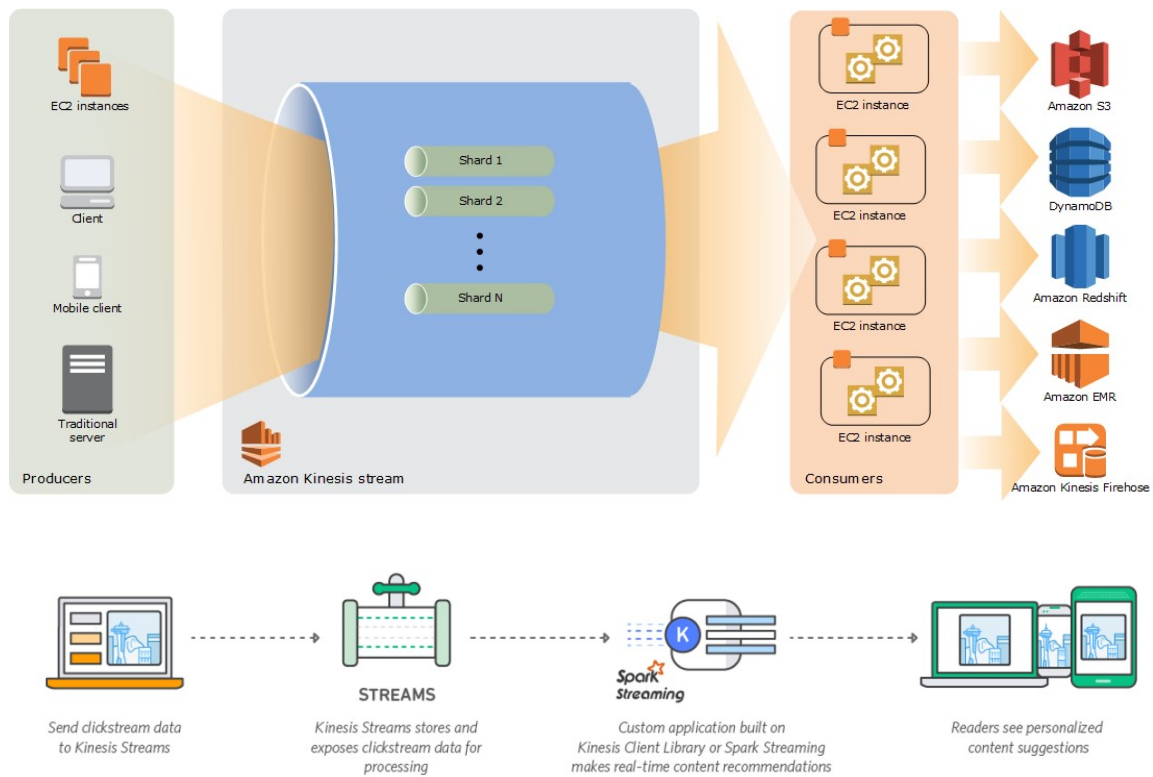 EC2 instances
Client
Mobile client
Traditional
server
Producers
Shard 1
Shard 2
Shard N
Amazon Kinesis stream
EC2 instance
EC2 instance
EC2 instance
EC2 instance
Consumers
Amazon S3
DynamoDB
Amazon Redshift
Amazon EMR
Amazon Kinesis Firehose
Send clickstream data
to Kinesis Streams
STREAMS
Kinesis Streams stores and
exposes clickstream data for
processing
K
Spark
Streaming
Custom application built on
Kinesis Client Library or Spark Streaming
makes real-time content recommendations
Readers see personalized
content suggestions